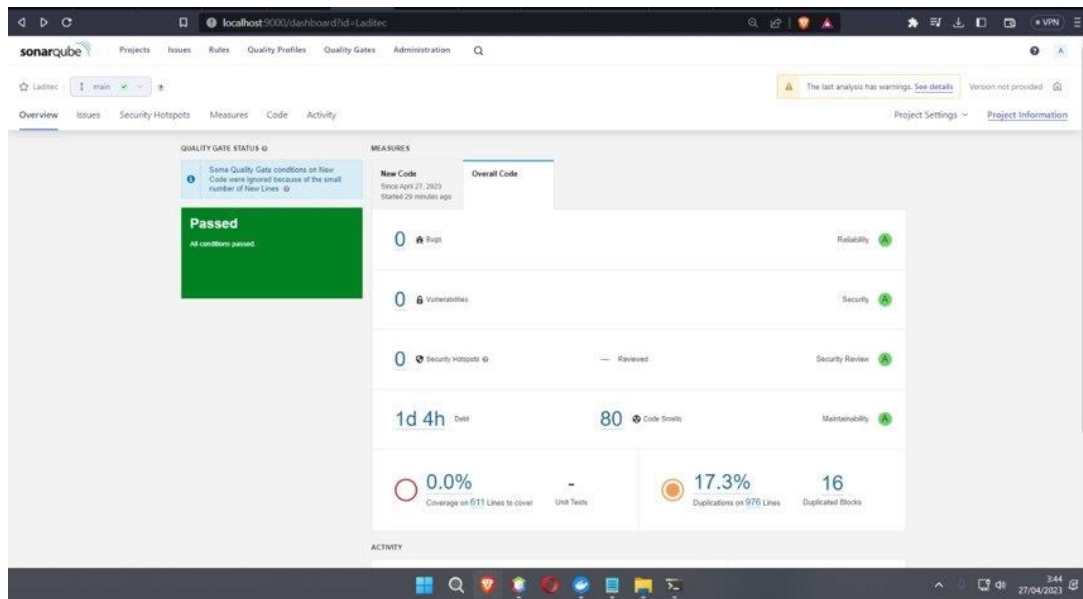 localhost:9000/dashboard?id=Laditec
VPN
sonarqube
Projects Issues Rules Quality Profiles Quality Gates Administration
A
Laditec main
The last analysis has warnings. See details Version not provided
Overview Issues Security Hotspots Measures Code Activity
Project Settings Project Information
QUALITY GATE STATUS
Some Quality Gate conditions on New
Code were ignored because of the small
number of New Lines
Passed
All conditions passed.
MEASURES
New Code
Since April 27, 2023
Started 29 minutes ago
Overall Code
0 Bugs Reliability A
0 Vulnerabilities Security A
0 Security Hotspots — Reviewed Security Review A
1d 4h Debt 80 Code Smells Maintainability A
0.0%
Coverage on 611 Lines to cover
-
Unit Tests
17.3%
Duplications on 976 Lines
16
Duplicated Blocks
ACTIVITY
3:44
27/04/2023